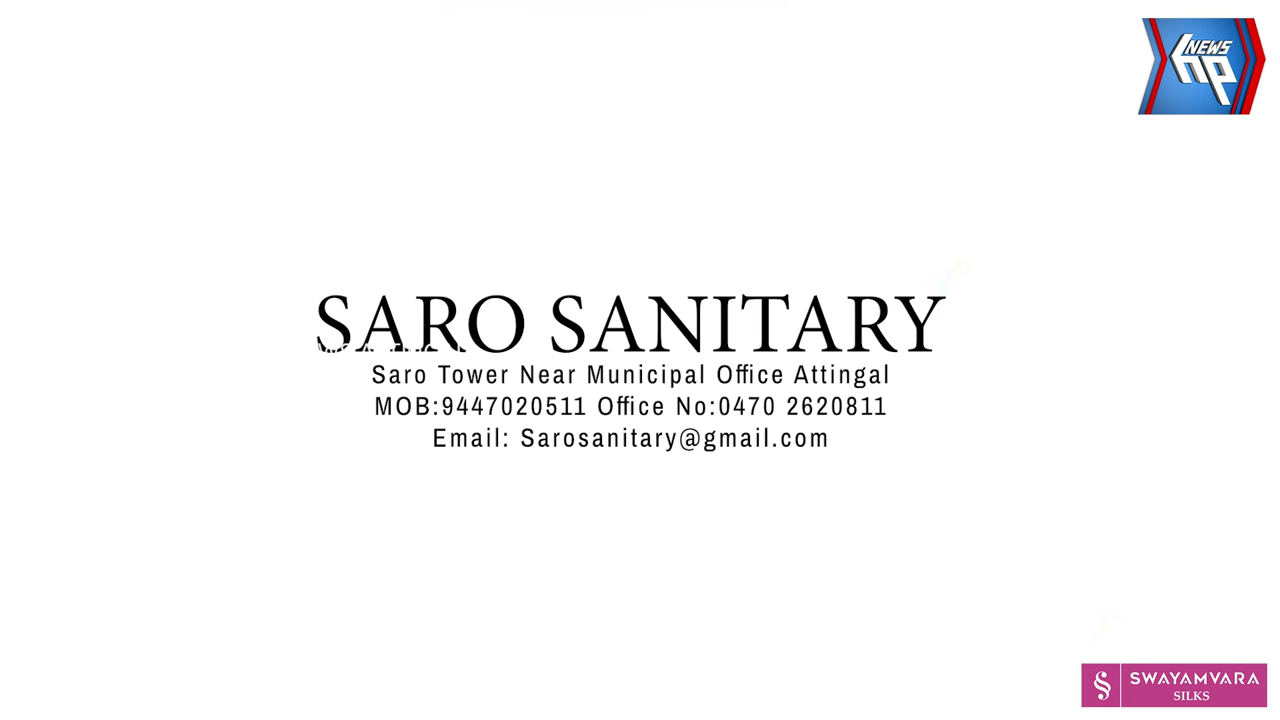 NEWS
np
SARO SANITARY
Saro Tower Near Municipal Office Attingal
MOB:9447020511 Office No:0470 2620811
Email: Sarosanitary@gmail.com
SWAYAMVARA
SILKS